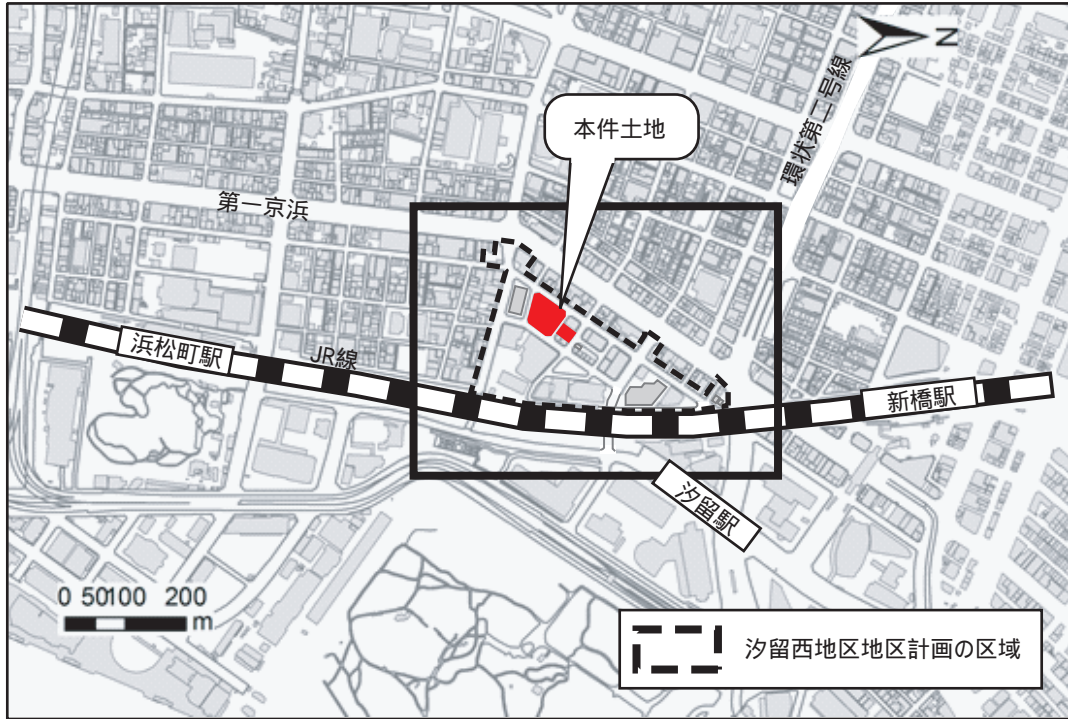 N
環状第二号線
本件土地
第一京浜
浜松町駅
JR線
新橋駅
汐留駅
0 50100 200
m
汐留西地区地区計画の区域